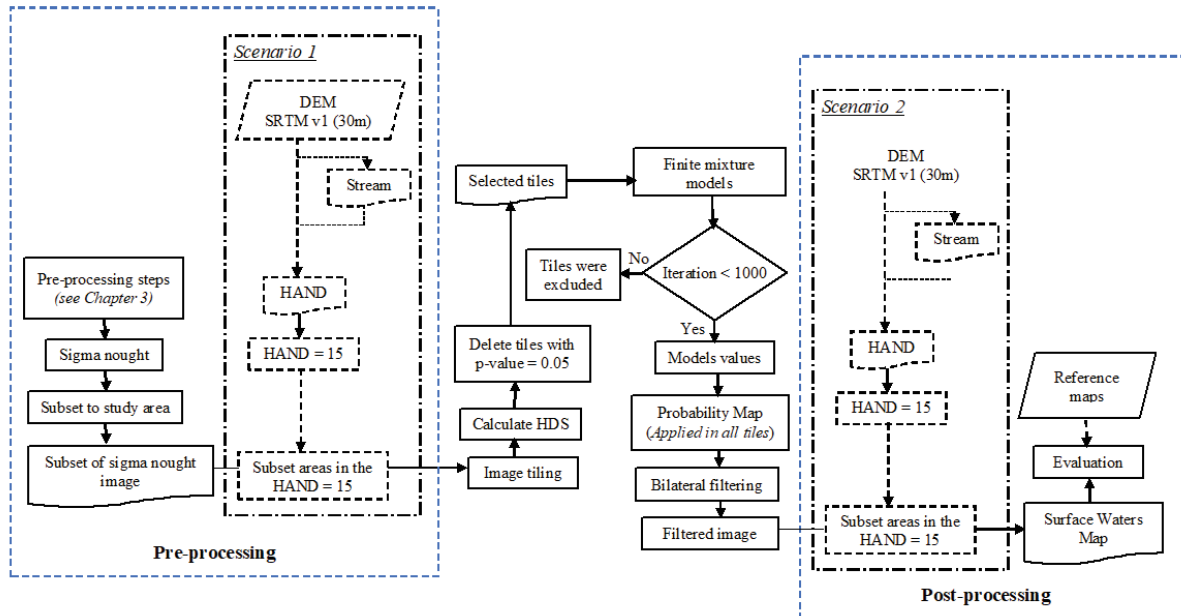 Scenario 1
DEM
SRTM v1 (30m)
Stream
HAND
HAND = 15
Subset areas in the
HAND = 15
Pre-processing steps
(see Chapter 3)
Sigma nought
Subset to study area
Subset of sigma nought
image
Pre-processing
Selected tiles
Delete tiles with
p-value = 0.05
Calculate HDS
Image tiling
Finite mixture
models
Iteration < 1000
No
Tiles were
excluded
Yes
Models values
Probability Map
(Applied in all tiles)
Bilateral filtering
Filtered image
Scenario 2
DEM
SRTM v1 (30m)
Stream
HAND
HAND = 15
Subset areas in the
HAND = 15
Reference
maps
Evaluation
Surface Waters
Map
Post-processing